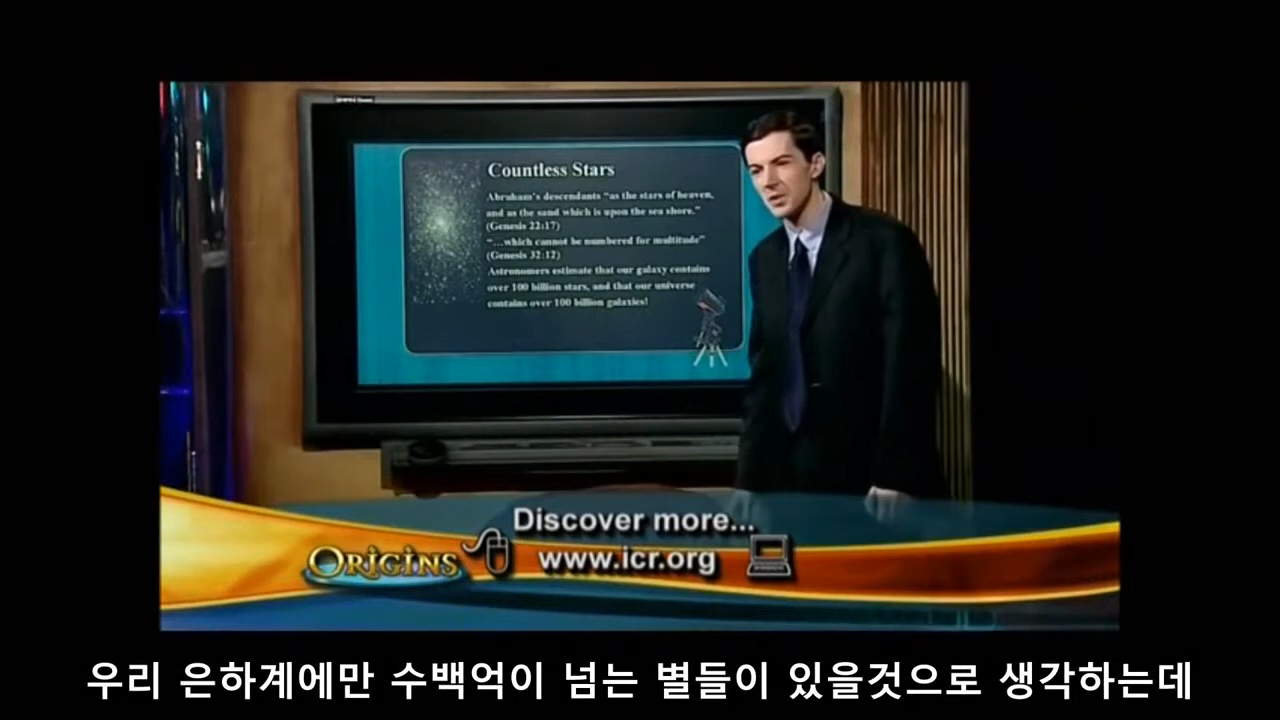 Countless Stars
Abraham's descendants "as the stars of heaven,
and as the sand which is upon the sea shore."
(Genesis 22:17)
"...which cannot be numbered for multitude"
(Genesis 32:12)
Astronomers estimate that our galaxy contains
over 100 billion stars, and that our universe
contains over 100 billion galaxies!
Discover more...
ORIGINS www.icr.org
우리 은하계에만 수백억이 넘는 별들이 있을것으로 생각하는데